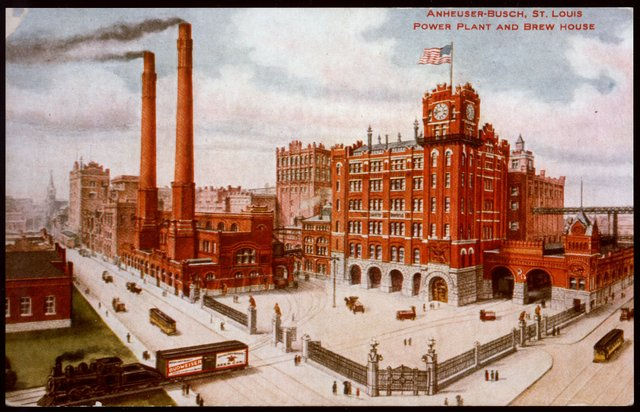 ANHEUSER-BUSCH, ST. LOUIS
POWER PLANT AND BREW HOUSE
BUDWEISER